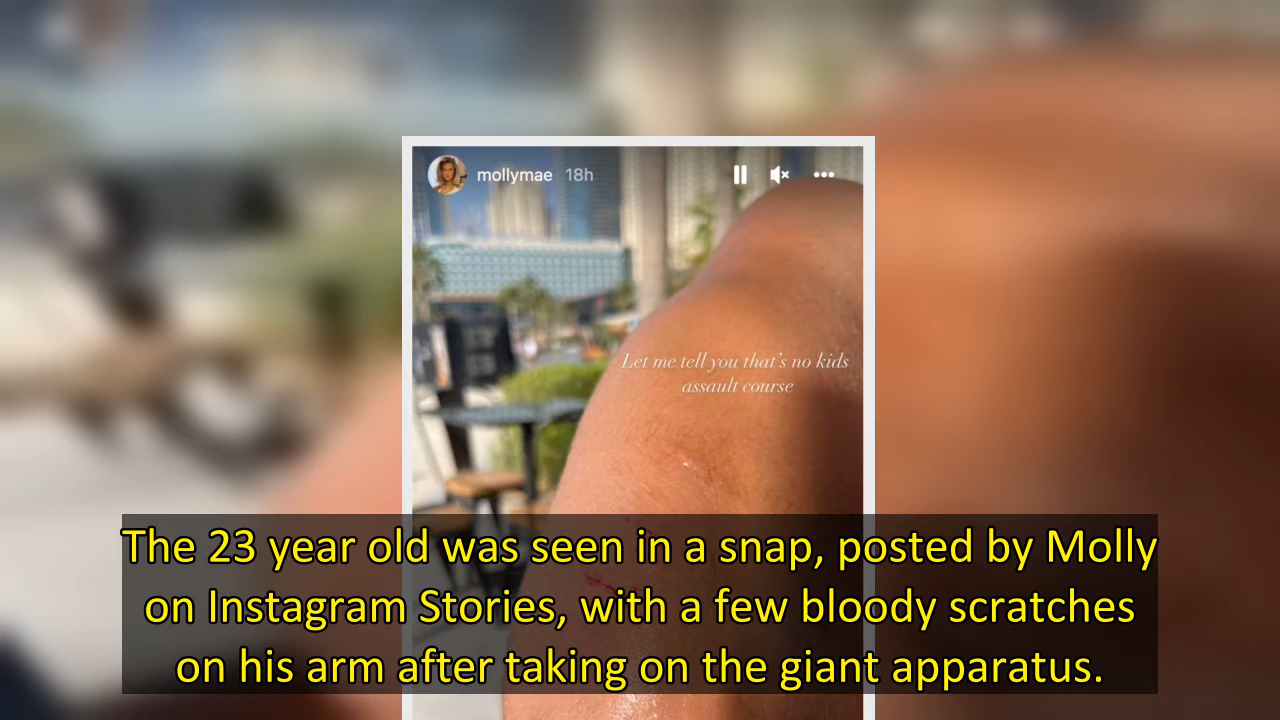 mollymae 18h
Let me tell you that's no kids
assault course
The 23 year old was seen in a snap, posted by Molly
on Instagram Stories, with a few bloody scratches
on his arm after taking on the giant apparatus.